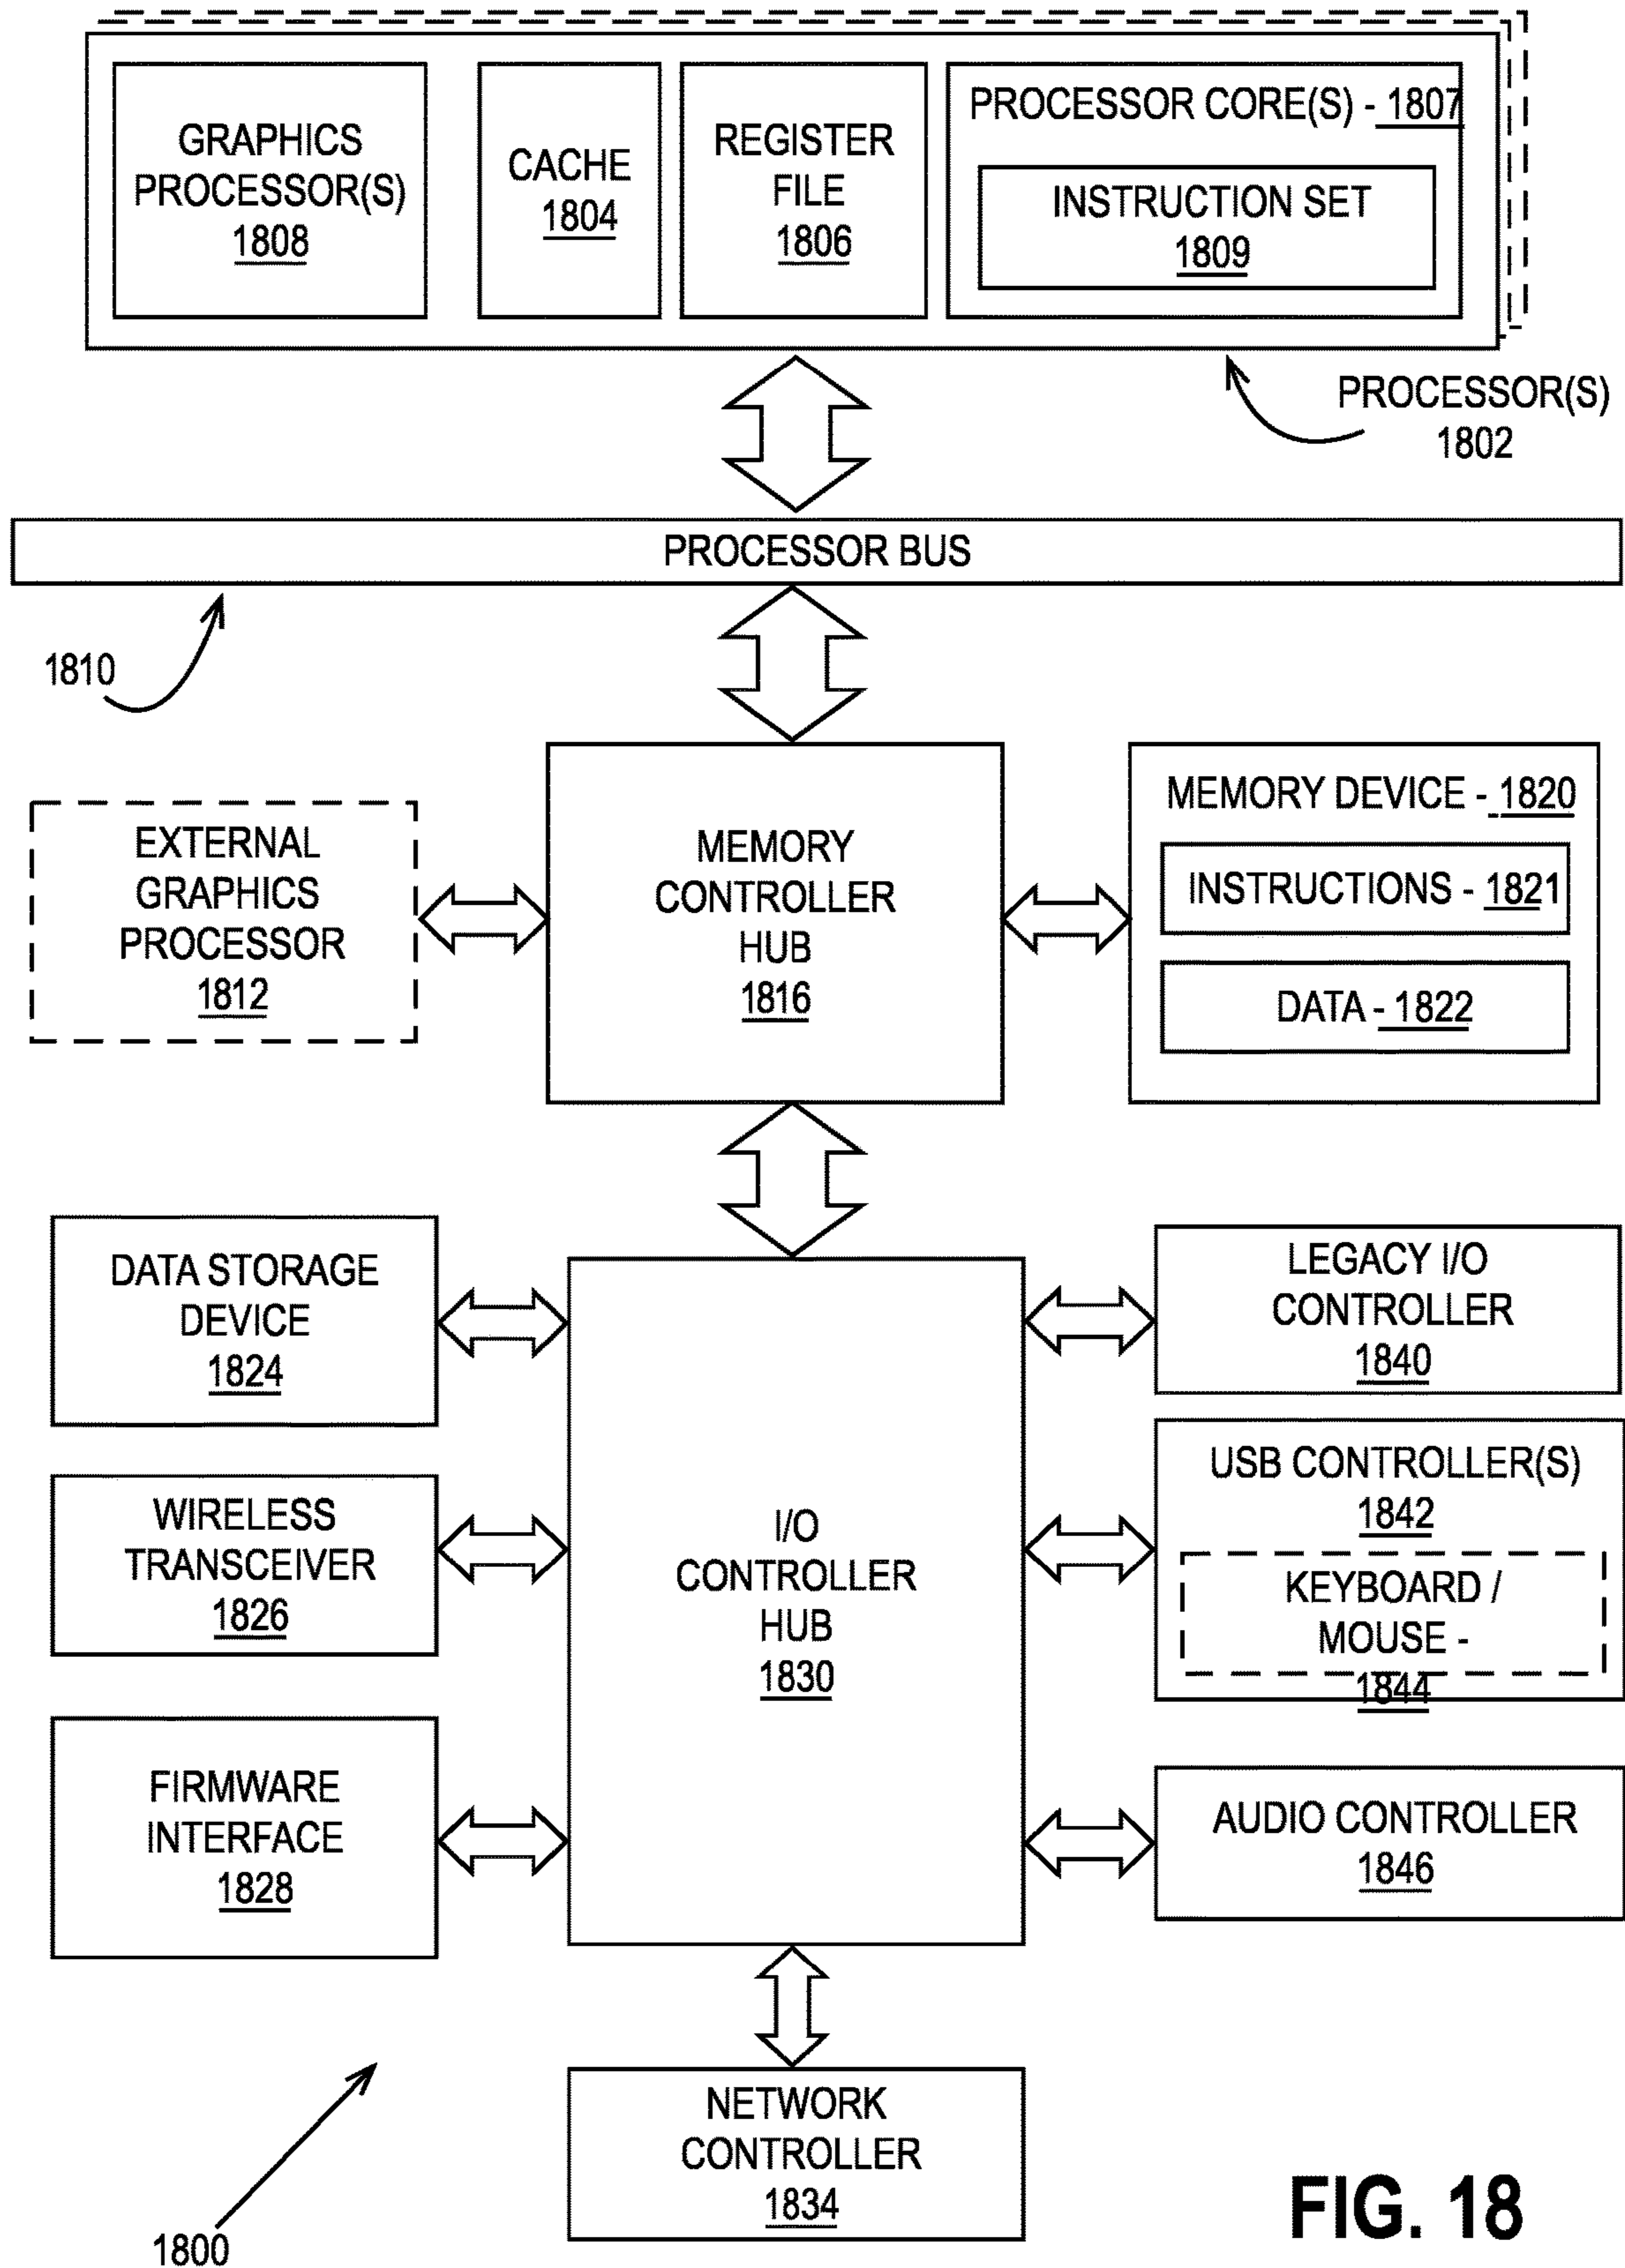 GRAPHICS
PROCESSOR(S)
1808
CACHE
1804
REGISTER
FILE
1806
PROCESSOR CORE(S) - 1807
INSTRUCTION SET
1809
PROCESSOR(S)
1802
PROCESSOR BUS
1810
EXTERNAL
GRAPHICS
PROCESSOR
1812
MEMORY
CONTROLLER
HUB
1816
MEMORY DEVICE - 1820
INSTRUCTIONS - 1821
DATA - 1822
DATA STORAGE
DEVICE
1824
WIRELESS
TRANSCEIVER
1826
FIRMWARE
INTERFACE
1828
I/O
CONTROLLER
HUB
1830
LEGACY I/O
CONTROLLER
1840
USB CONTROLLER(S)
1842
KEYBOARD /
MOUSE -
1844
AUDIO CONTROLLER
1846
NETWORK
CONTROLLER
1834
1800
FIG. 18